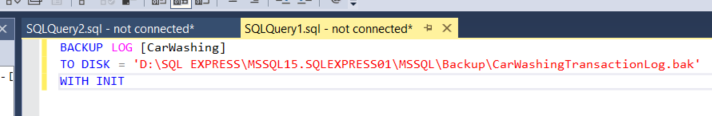 SQLQuery2.sql - not connected*
SQLQuery1.sql - not connected*
BACKUP LOG [CarWashing]
TO DISK = 'D:\SQL EXPRESS\MSSQL15.SQLEXPRESS01\MSSQL\Backup\CarWashingTransactionLog.bak'
WITH INIT